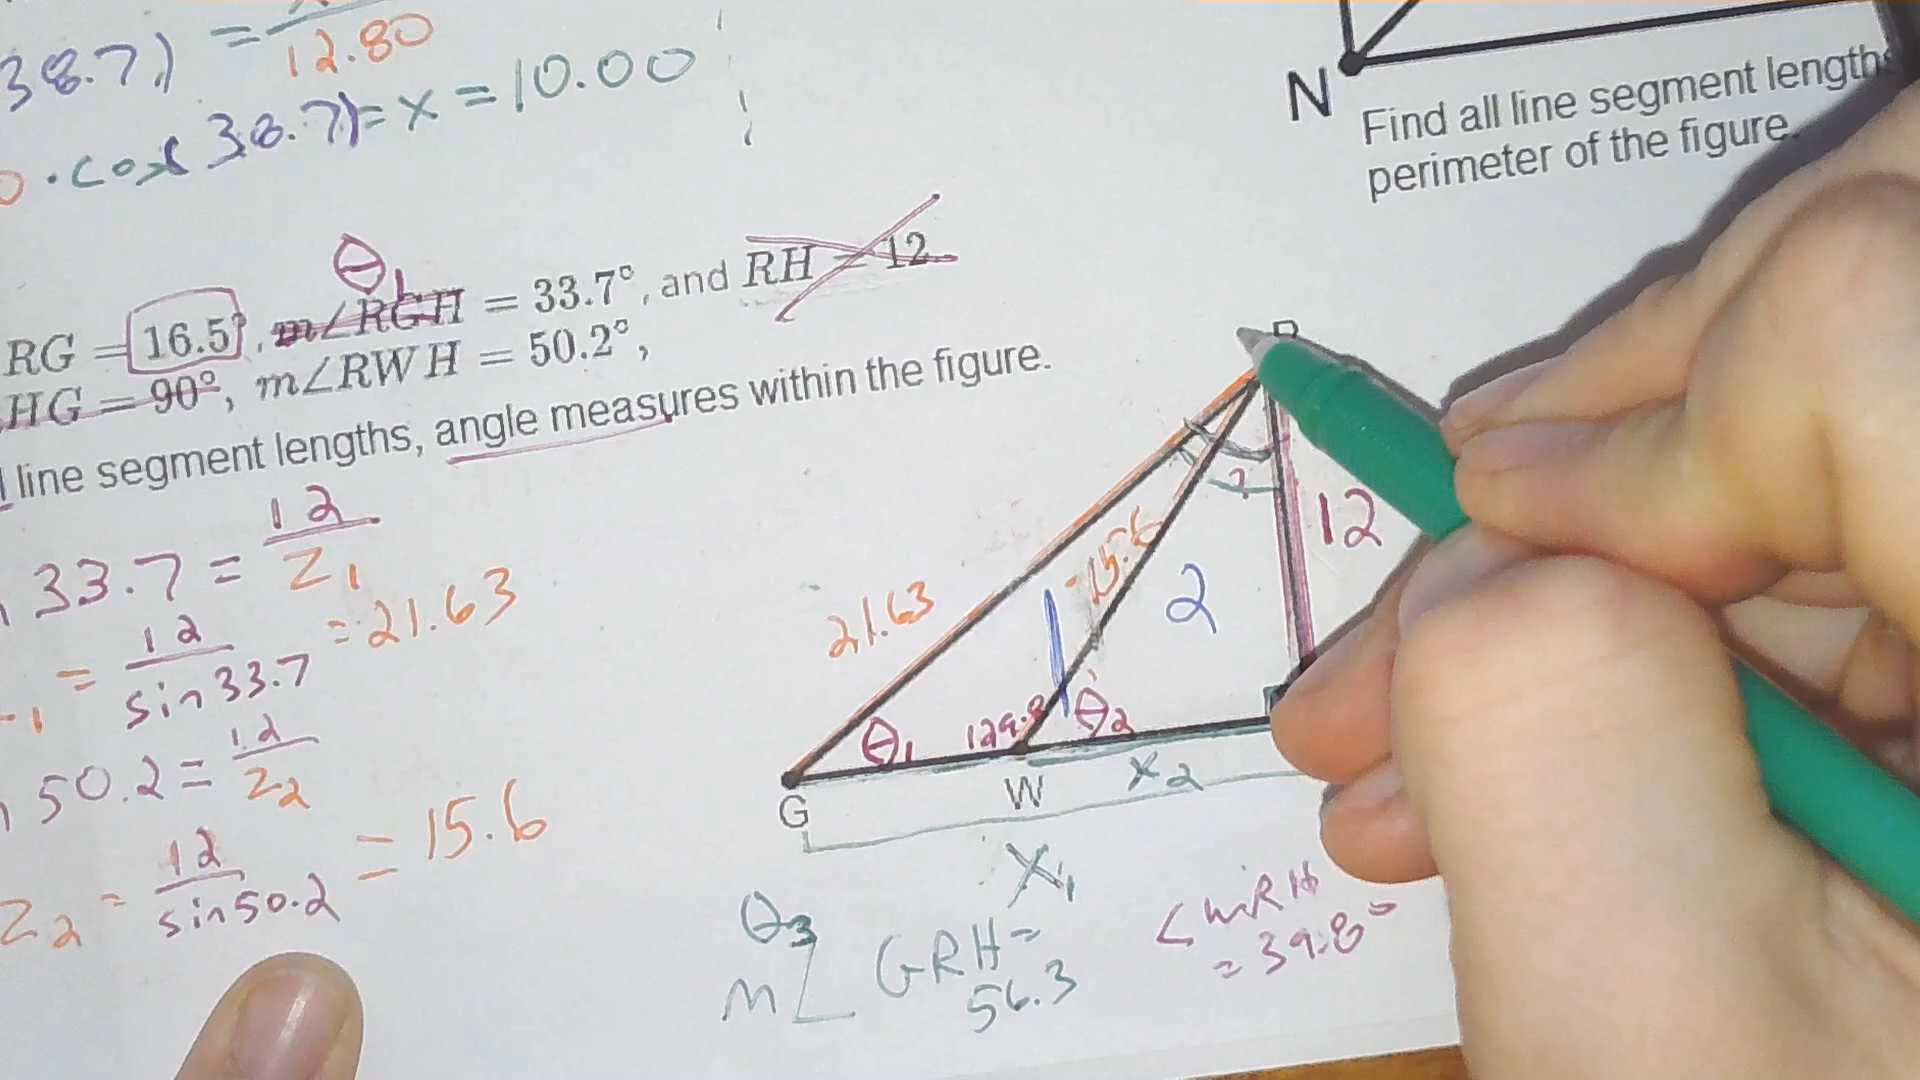 38.7) = 12.80
· cos( 38.7) = x = 10.00
N
Find all line segment length
perimeter of the figure.
θ1
RG = 16.5, m∠RGH = 33.7°, and RH = 12
HG = 90°, m∠RWH = 50.2°,
line segment lengths, angle measures within the figure.
33.7 = 12/Z1
= 12/sin 33.7 = 21.63
50.2 = 12/Z2
Z2 = 12/sin 50.2 = 15.6
21.63
15.6
?
2
12
θ1
129.8
θ2
G
W
X2
X1
θ3
m∠ GRH = 56.3
< WRH
= 39.8°